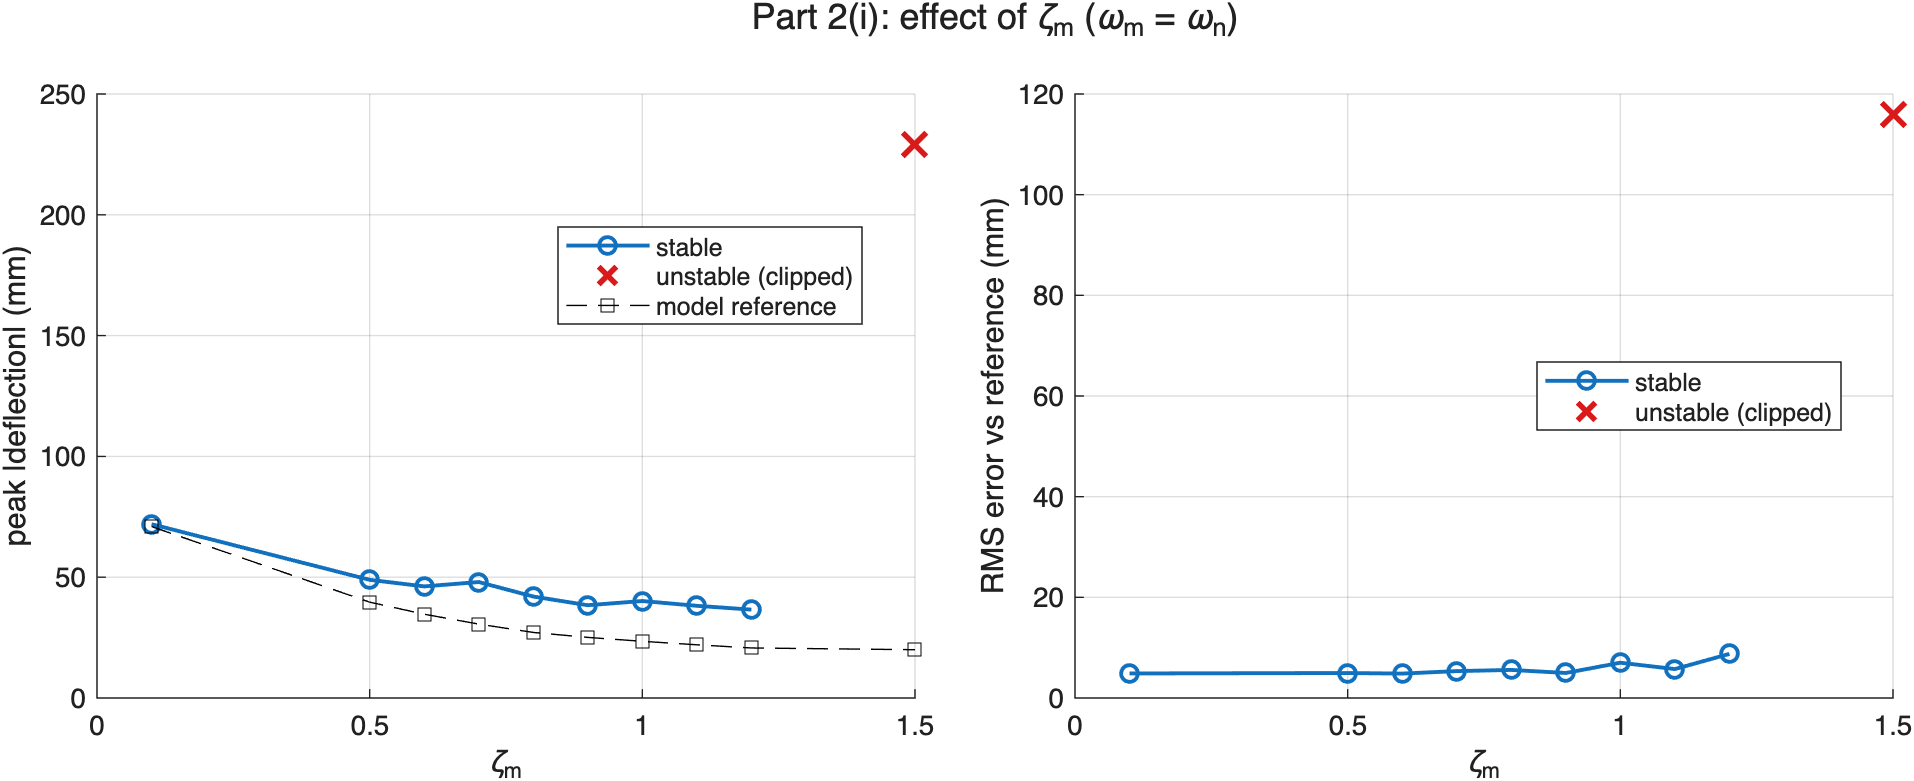 Part 2(i): effect of ζm (ωm = ωn)
250
200
150
100
50
0
0
0.5
1
1.5
peak |deflection| (mm)
ζm
stable
unstable (clipped)
model reference
120
100
80
60
40
20
0
0
0.5
1
1.5
RMS error vs reference (mm)
ζm
stable
unstable (clipped)